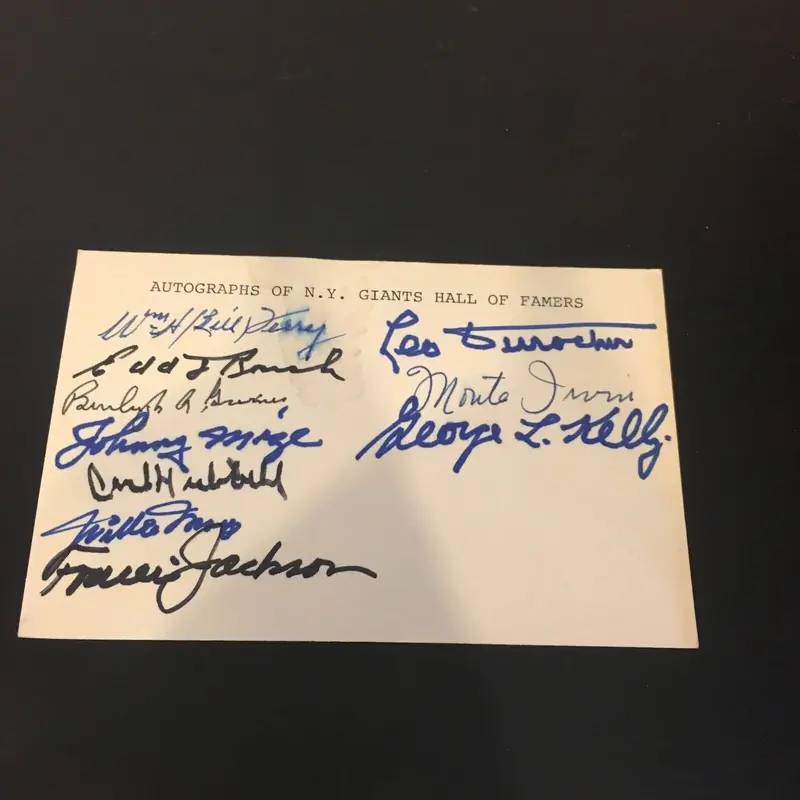 AUTOGRAPHS OF N.Y. GIANTS HALL OF FAMERS
Wm H Bill Terry
Edd J Roush
Burleigh A. Grimes
Johnny Mize
Carl Hubbell
Willie Mays
Travis Jackson
Leo Durocher
Monte Irvin
George L. Kelly